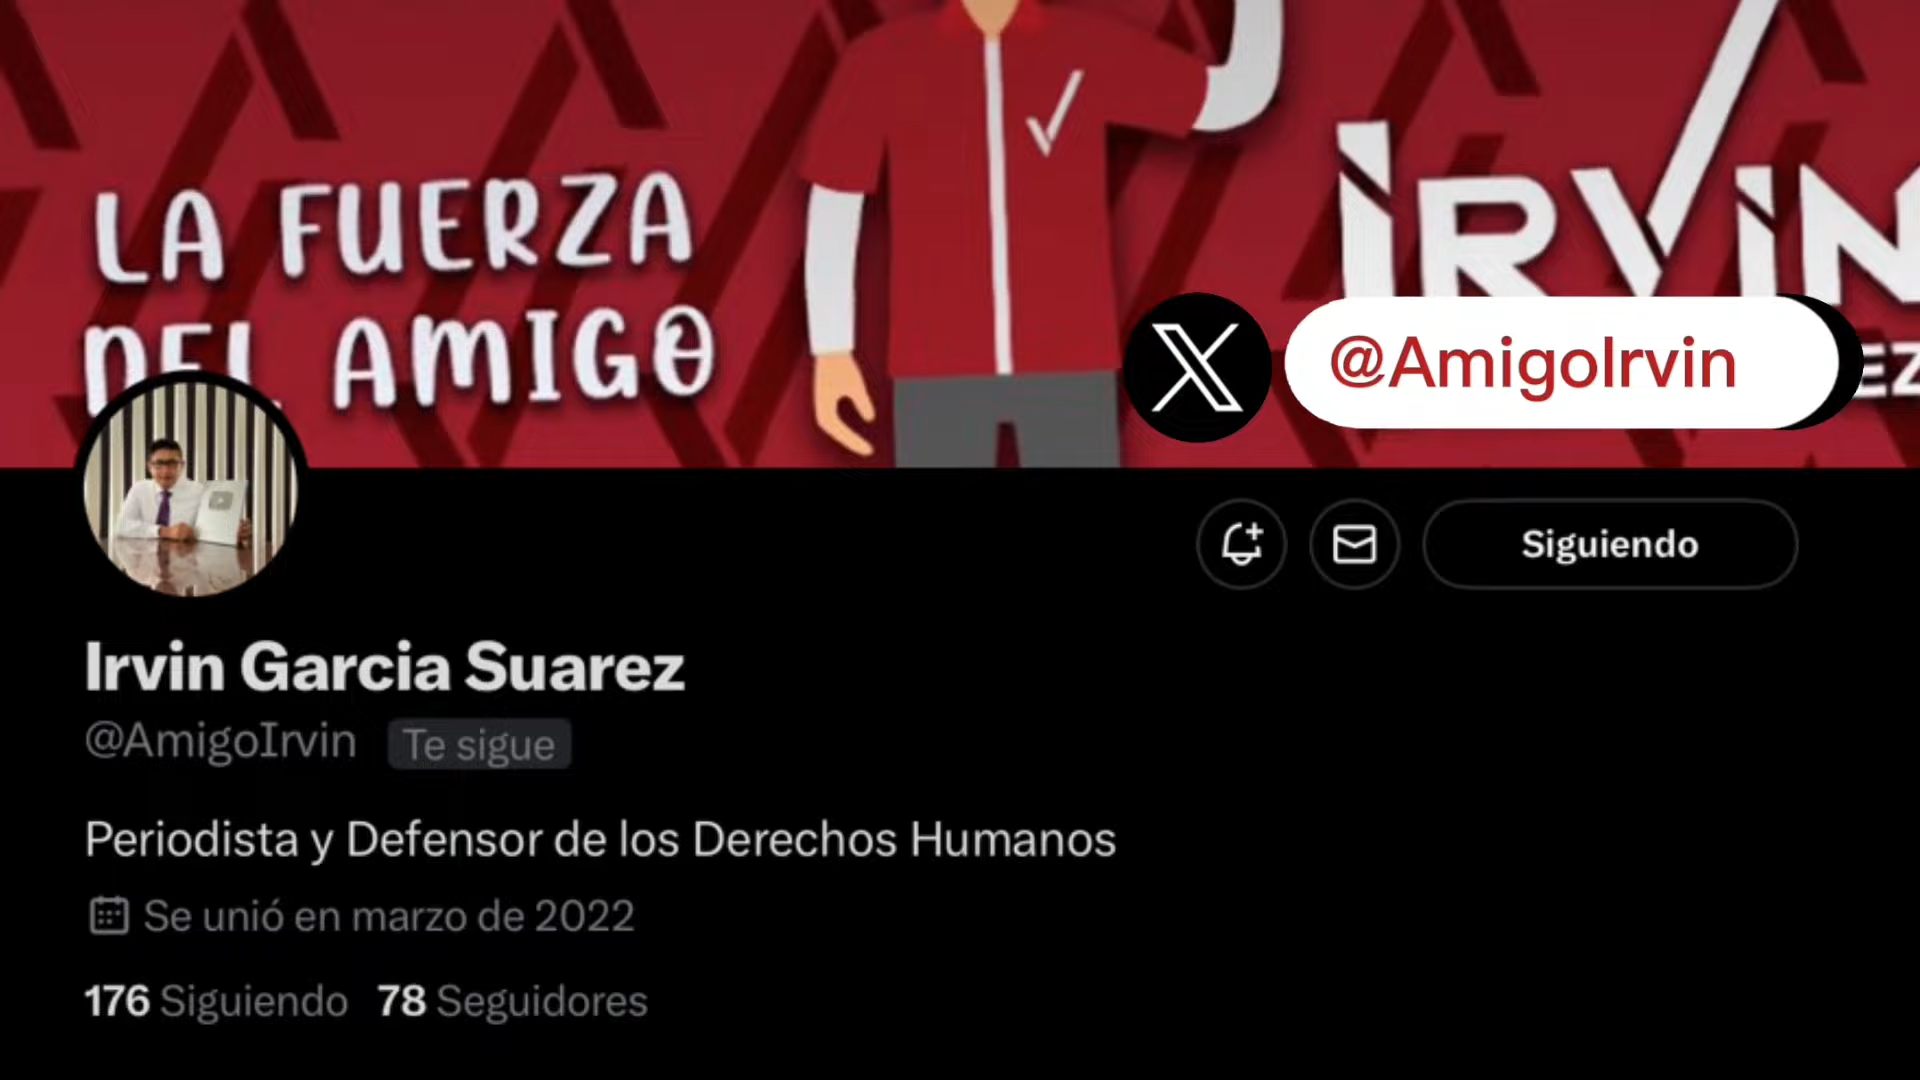 LA FUERZA
DEL AMIGO
IRVIN
@AmigoIrvin
EZ
Siguiendo
Irvin Garcia Suarez
@AmigoIrvin Te sigue
Periodista y Defensor de los Derechos Humanos
Se unió en marzo de 2022
176 Siguiendo 78 Seguidores